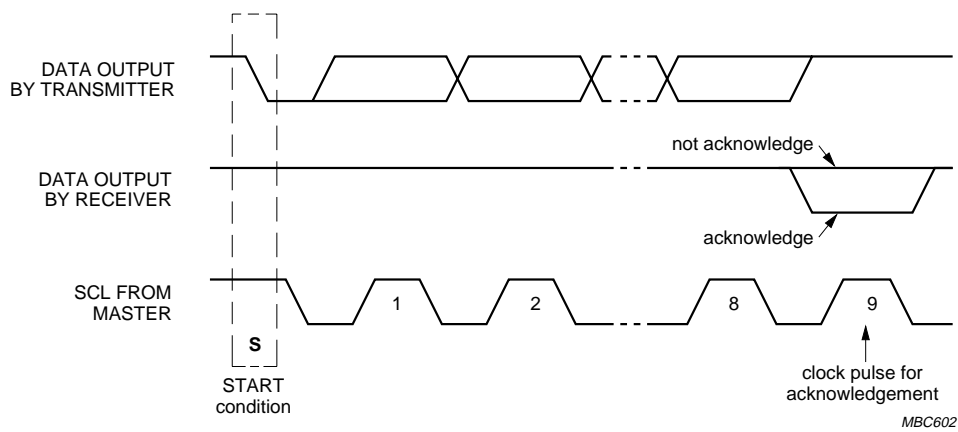 DATA OUTPUT
BY TRANSMITTER
not acknowledge
DATA OUTPUT
BY RECEIVER
acknowledge
SCL FROM
MASTER
1
2
8
9
S
START
condition
clock pulse for
acknowledgement
MBC602